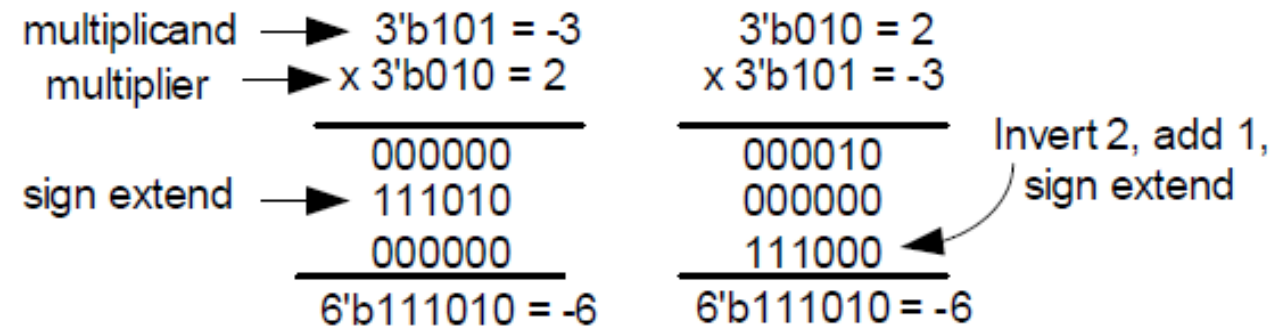 multiplicand 3'b101 = -3 3'b010 = 2
multiplier x 3'b010 = 2 x 3'b101 = -3
000000 000010 Invert 2, add 1,
sign extend 111010 000000 sign extend
000000 111000
6'b111010 = -6 6'b111010 = -6